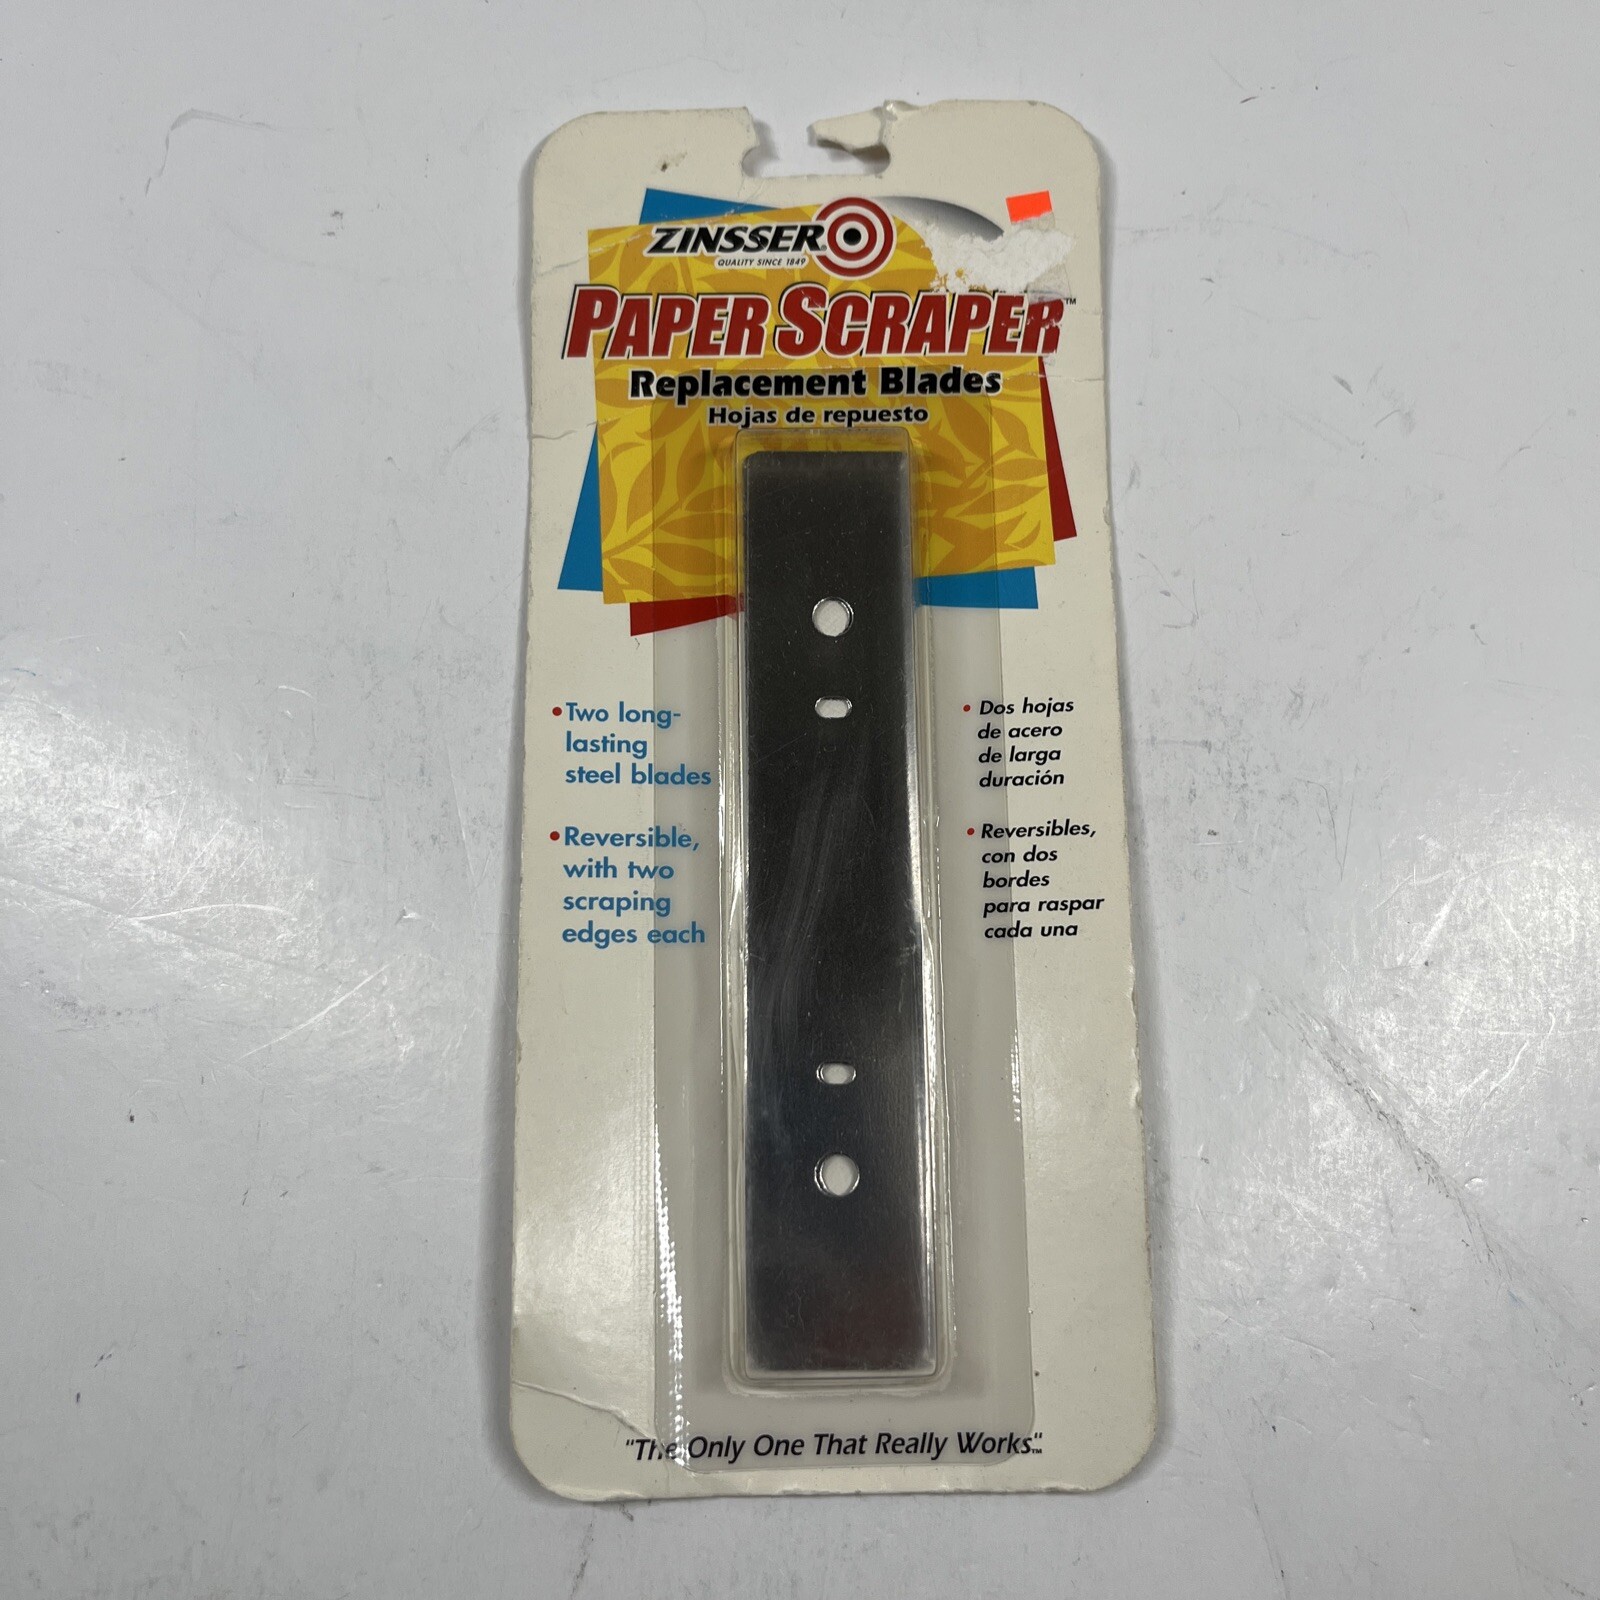 ZINSSER®
QUALITY SINCE 1849
PAPER SCRAPER™
Replacement Blades
Hojas de repuesto
•Two long-
lasting
steel blades
•Reversible,
with two
scraping
edges each
• Dos hojas
de acero
de larga
duración
• Reversibles,
con dos
bordes
para raspar
cada una
"The Only One That Really Works"™